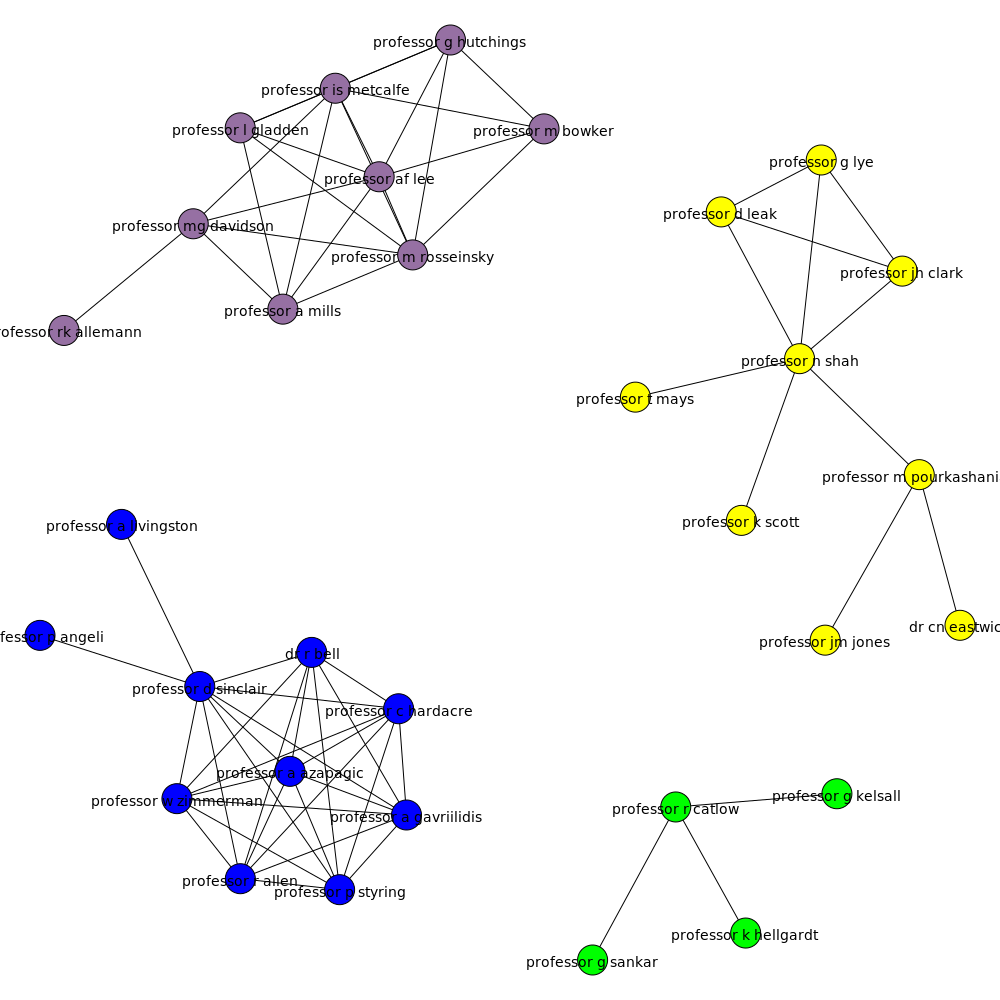 professor g hutchings
professor is metcalfe
professor l gladden
professor m bowker
professor g lye
professor af lee
professor d leak
professor mg davidson
professor m rosseinsky
professor jh clark
professor a mills
rofessor rk allemann
professor n shah
professor t mays
professor m pourkashani
professor k scott
professor a livingston
dr cn eastwic
fessor p angeli
professor jm jones
dr r bell
professor d sinclair
professor c hardacre
professor a azapagic
professor w zimmerman
professor g kelsall
professor r catlow
professor a gavriilidis
professor r allen
professor p styring
professor k hellgardt
professor g sankar